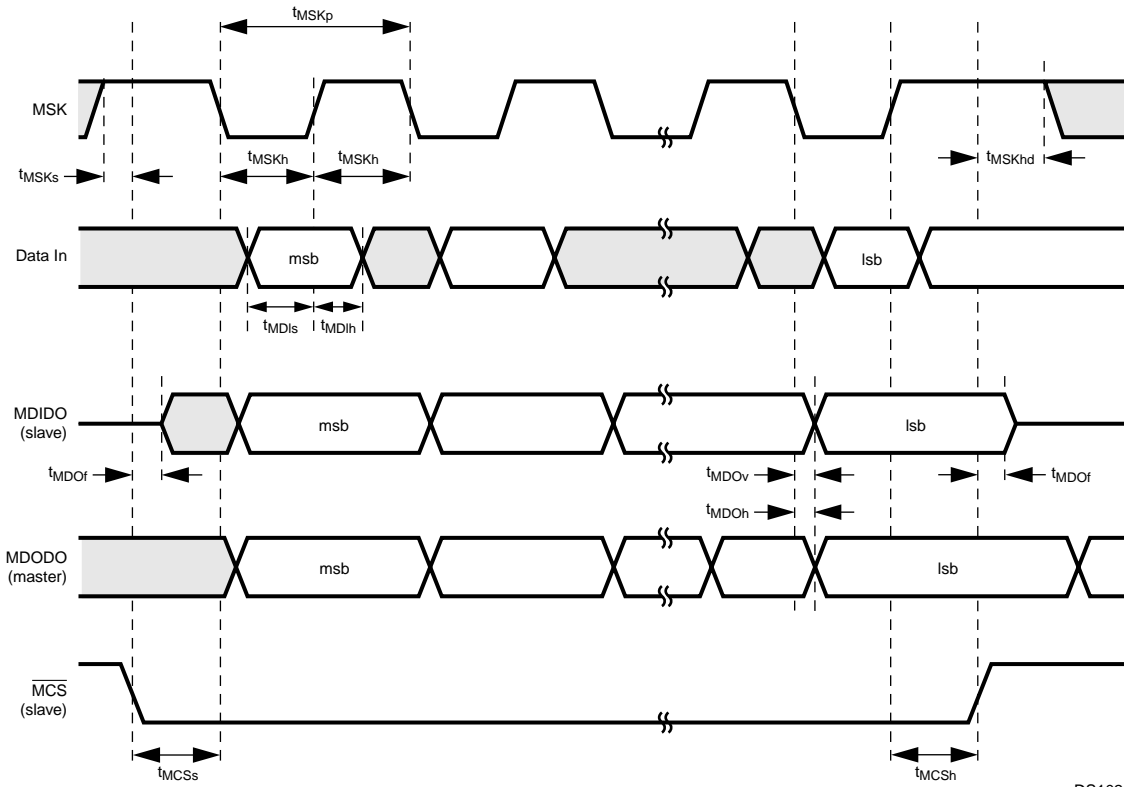 tMSKp
MSK
tMSKs
tMSKh
tMSKh
tMSKhd
Data In
msb
lsb
tMDIs
tMDIh
MDIDO
(slave)
msb
lsb
tMDOf
tMDOv
tMDOf
tMDOh
MDODO
(master)
msb
lsb
MCS
(slave)
tMCSs
tMCSh